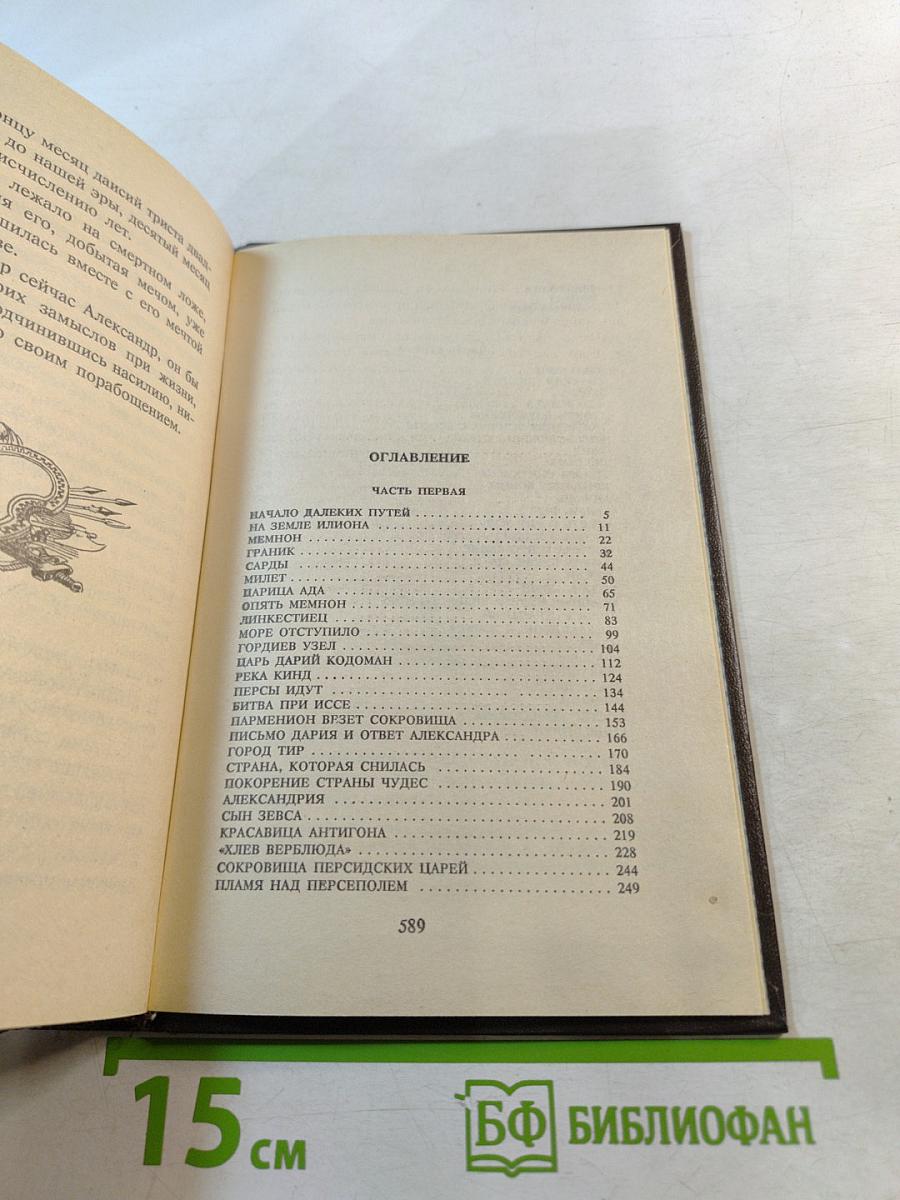 онцу месяц даисий триста двад-
до нашей эры, десятый месяц
исчислению лет.
лежало на смертном ложе,
ия его, добытая мечом, уже
шилась вместе с его мечтой
ве.
р сейчас Александр, он бы
оих замыслов при жизни,
одчинившись насилию, ни-
о своим порабощением.
ОГЛАВЛЕНИЕ
ЧАСТЬ ПЕРВАЯ
НАЧАЛО ДАЛЕКИХ ПУТЕЙ . . . . . . . . . . . . . . . . . . . . 5
НА ЗЕМЛЕ ИЛИОНА . . . . . . . . . . . . . . . . . . . . 11
МЕМНОН . . . . . . . . . . . . . . . . . . . . 22
ГРАНИК . . . . . . . . . . . . . . . . . . . . 32
САРДЫ . . . . . . . . . . . . . . . . . . . . 44
МИЛЕТ . . . . . . . . . . . . . . . . . . . . 50
ЦАРИЦА АДА . . . . . . . . . . . . . . . . . . . . 65
ОПЯТЬ МЕМНОН . . . . . . . . . . . . . . . . . . . . 71
ЛИНКЕСТИЕЦ . . . . . . . . . . . . . . . . . . . . 83
МОРЕ ОТСТУПИЛО . . . . . . . . . . . . . . . . . . . . 99
ГОРДИЕВ УЗЕЛ . . . . . . . . . . . . . . . . . . . . 104
ЦАРЬ ДАРИЙ КОДОМАН . . . . . . . . . . . . . . . . . . . . 112
РЕКА КИНД . . . . . . . . . . . . . . . . . . . . 124
ПЕРСЫ ИДУТ . . . . . . . . . . . . . . . . . . . . 134
БИТВА ПРИ ИССЕ . . . . . . . . . . . . . . . . . . . . 144
ПАРМЕНИОН ВЕЗЕТ СОКРОВИЩА . . . . . . . . . . . . . . . . 153
ПИСЬМО ДАРИЯ И ОТВЕТ АЛЕКСАНДРА . . . . . . . . . . . . 166
ГОРОД ТИР . . . . . . . . . . . . . . . . . . . . 170
СТРАНА, КОТОРАЯ СНИЛАСЬ . . . . . . . . . . . . . . . . 184
ПОКОРЕНИЕ СТРАНЫ ЧУДЕС . . . . . . . . . . . . . . . . 190
АЛЕКСАНДРИЯ . . . . . . . . . . . . . . . . . . . . 201
СЫН ЗЕВСА . . . . . . . . . . . . . . . . . . . . 208
КРАСАВИЦА АНТИГОНА . . . . . . . . . . . . . . . . . . . . 219
«ХЛЕВ ВЕРБЛЮДА» . . . . . . . . . . . . . . . . . . . . 228
СОКРОВИЩА ПЕРСИДСКИХ ЦАРЕЙ . . . . . . . . . . . . . . 244
ПЛАМЯ НАД ПЕРСЕПОЛЕМ . . . . . . . . . . . . . . . . . . 249
589
15 см
БФ БИБЛИОФАН